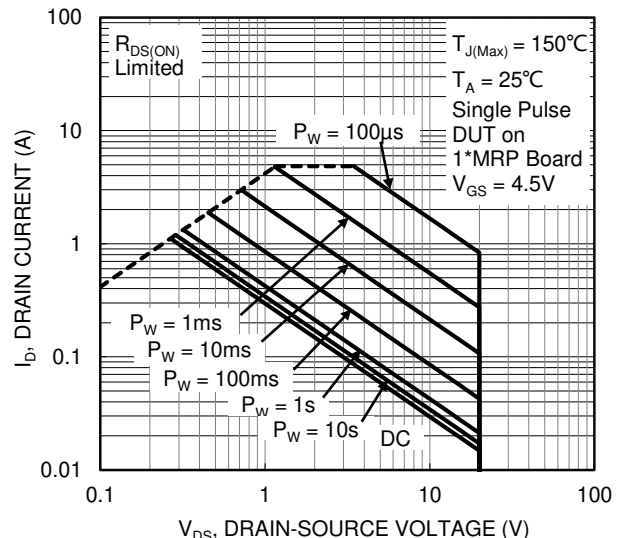 100
10
1
0.1
0.01
I_D, DRAIN CURRENT (A)
R_DS(ON)
Limited
T_J(Max) = 150℃
T_A = 25℃
Single Pulse
DUT on
1*MRP Board
V_GS = 4.5V
P_W = 100µs
P_W = 1ms
P_W = 10ms
P_W = 100ms
P_W = 1s
P_W = 10s
DC
0.1
1
10
100
V_DS, DRAIN-SOURCE VOLTAGE (V)